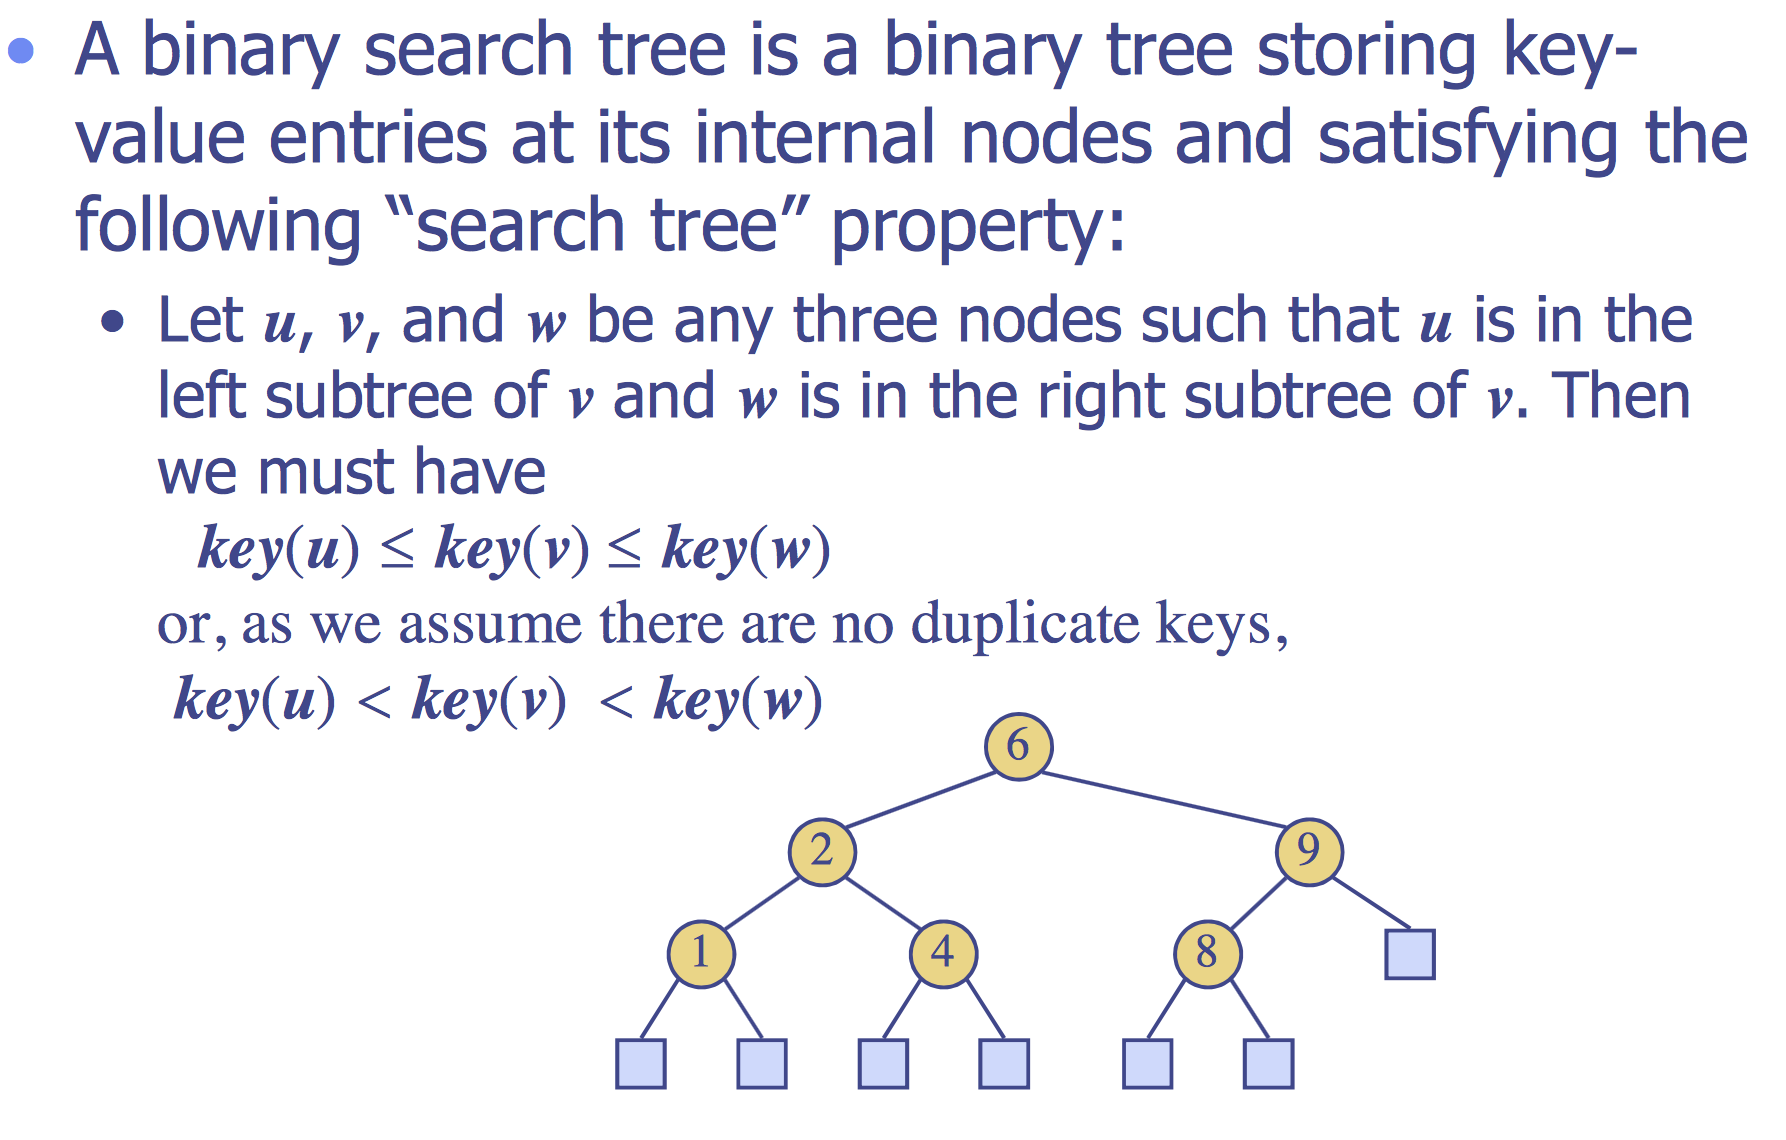 • A binary search tree is a binary tree storing key-
value entries at its internal nodes and satisfying the
following “search tree” property:
• Let u, v, and w be any three nodes such that u is in the
left subtree of v and w is in the right subtree of v. Then
we must have
key(u) ≤ key(v) ≤ key(w)
or, as we assume there are no duplicate keys,
key(u) < key(v) < key(w)
6
2 9
1 4 8